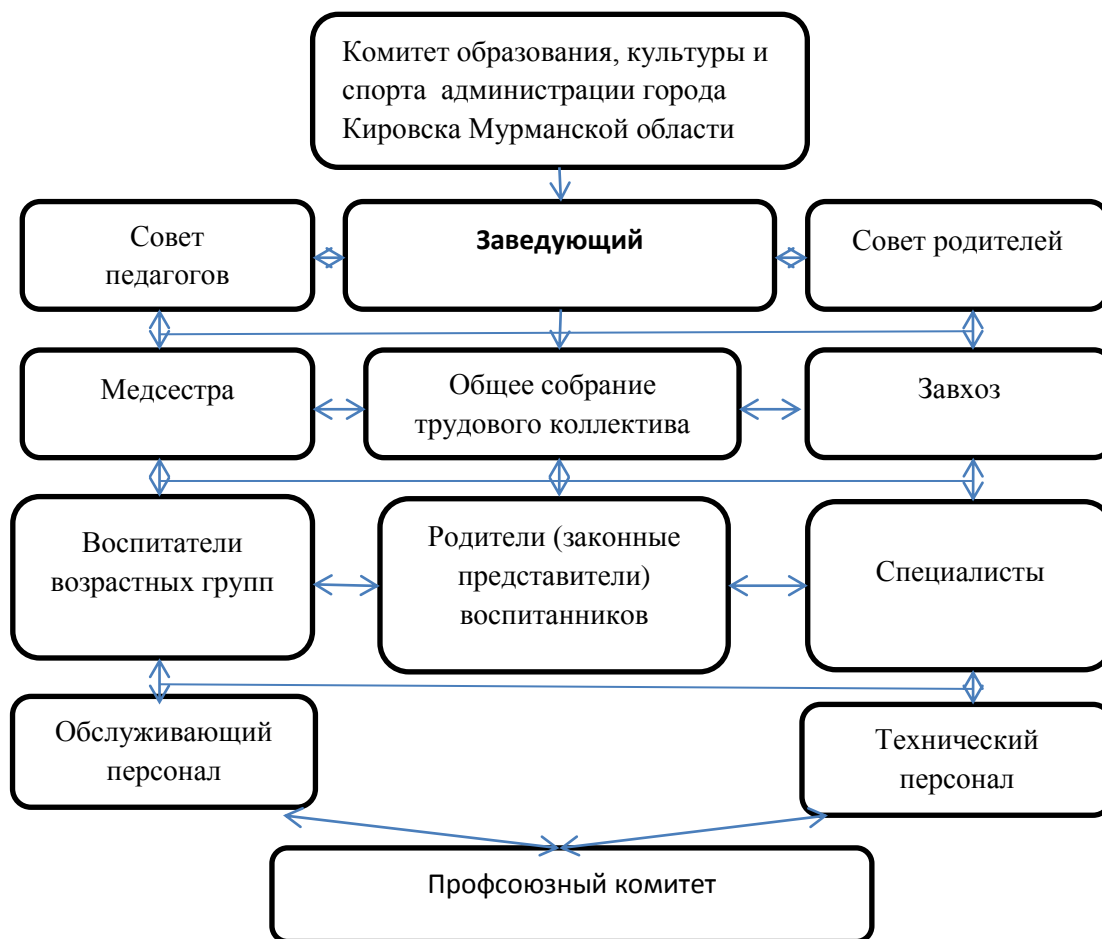 Комитет образования, культуры и
спорта администрации города
Кировска Мурманской области
Совет
педагогов
Заведующий
Совет родителей
Медсестра
Общее собрание
трудового коллектива
Завхоз
Воспитатели
возрастных групп
Родители (законные
представители)
воспитанников
Специалисты
Обслуживающий
персонал
Технический
персонал
Профсоюзный комитет